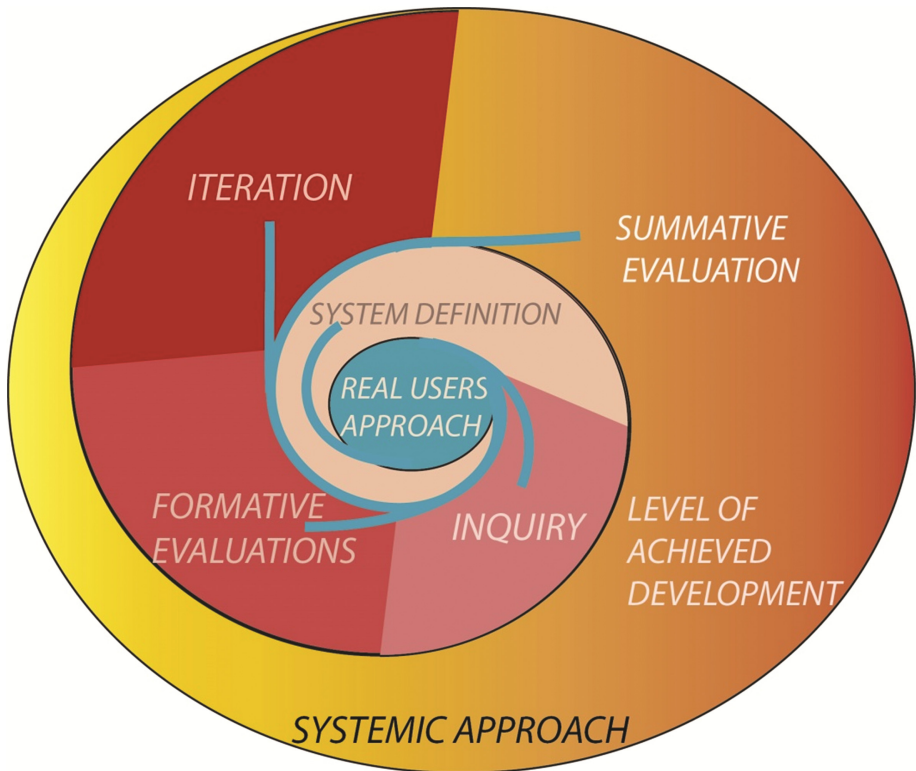 ITERATION
SUMMATIVE
EVALUATION
SYSTEM DEFINITION
REAL USERS
APPROACH
FORMATIVE
EVALUATIONS
INQUIRY
LEVEL OF
ACHIEVED
DEVELOPMENT
SYSTEMIC APPROACH